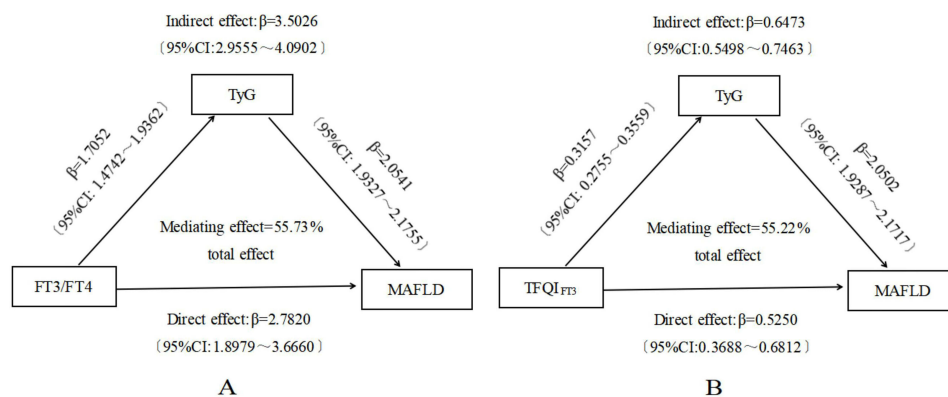 Indirect effect:β=3.5026
〔95%CI:2.9555～4.0902〕
TyG
β=1.7052
〔95%CI: 1.4742～1.9362〕
β=2.0541
〔95%CI: 1.9327～2.1755〕
Mediating effect=55.73%
total effect
FT3/FT4
MAFLD
Direct effect:β=2.7820
〔95%CI:1.8979～3.6660〕
A
Indirect effect:β=0.6473
〔95%CI:0.5498～0.7463〕
TyG
β=0.3157
〔95%CI: 0.2755～0.3559〕
β=2.0502
〔95%CI: 1.9287～2.1717〕
Mediating effect=55.22%
total effect
TFQIFT3
MAFLD
Direct effect:β=0.5250
〔95%CI:0.3688～0.6812〕
B